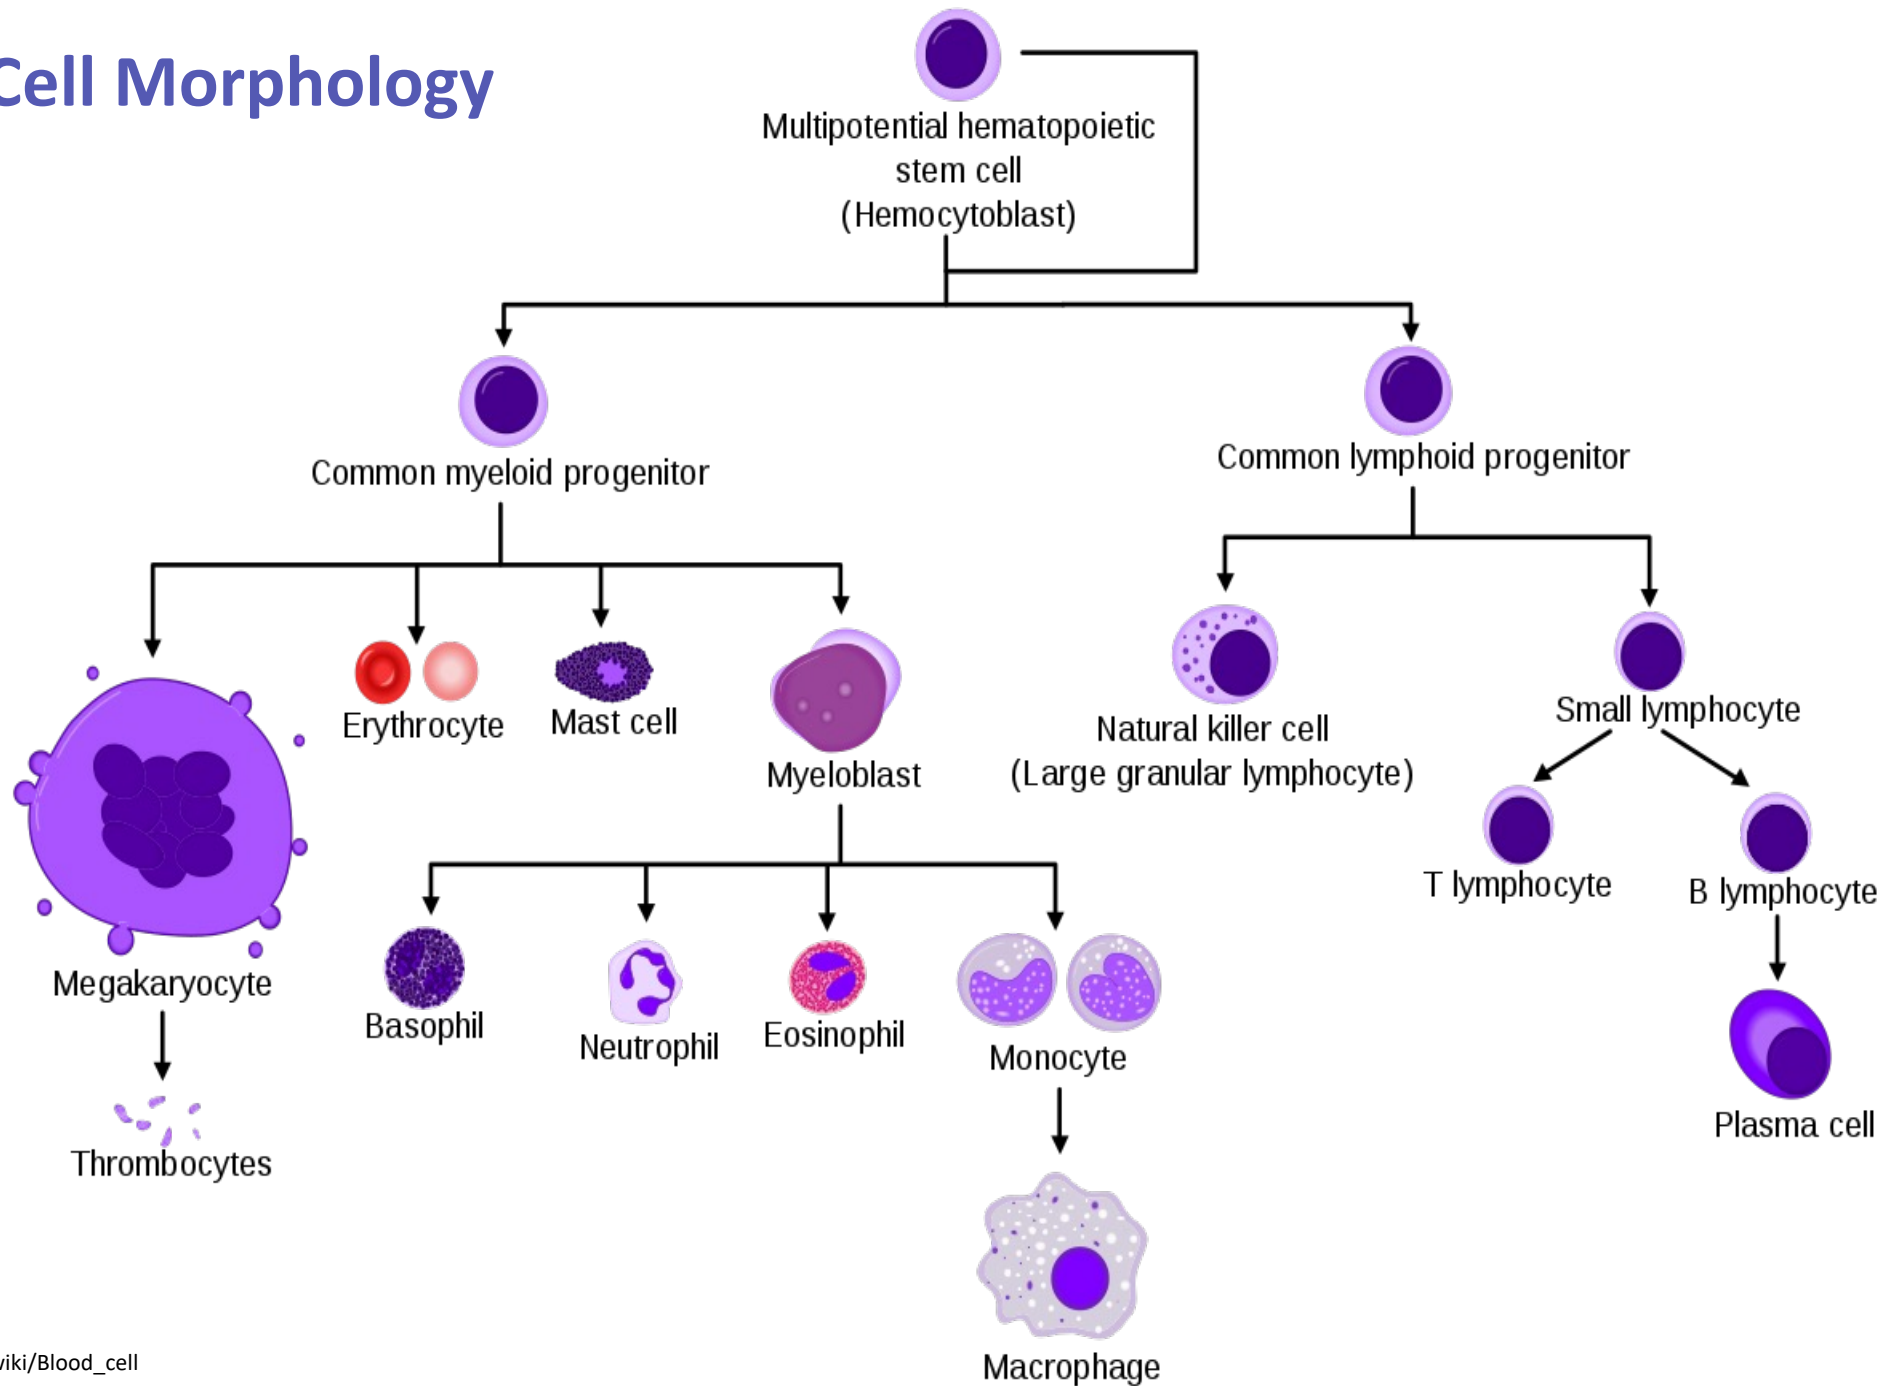 Cell Morphology
Multipotential hematopoietic
stem cell
(Hemocytoblast)
Common myeloid progenitor
Common lymphoid progenitor
Erythrocyte
Mast cell
Myeloblast
Natural killer cell
(Large granular lymphocyte)
Small lymphocyte
T lymphocyte
B lymphocyte
Megakaryocyte
Basophil
Neutrophil
Eosinophil
Monocyte
Plasma cell
Thrombocytes
Macrophage
wiki/Blood_cell